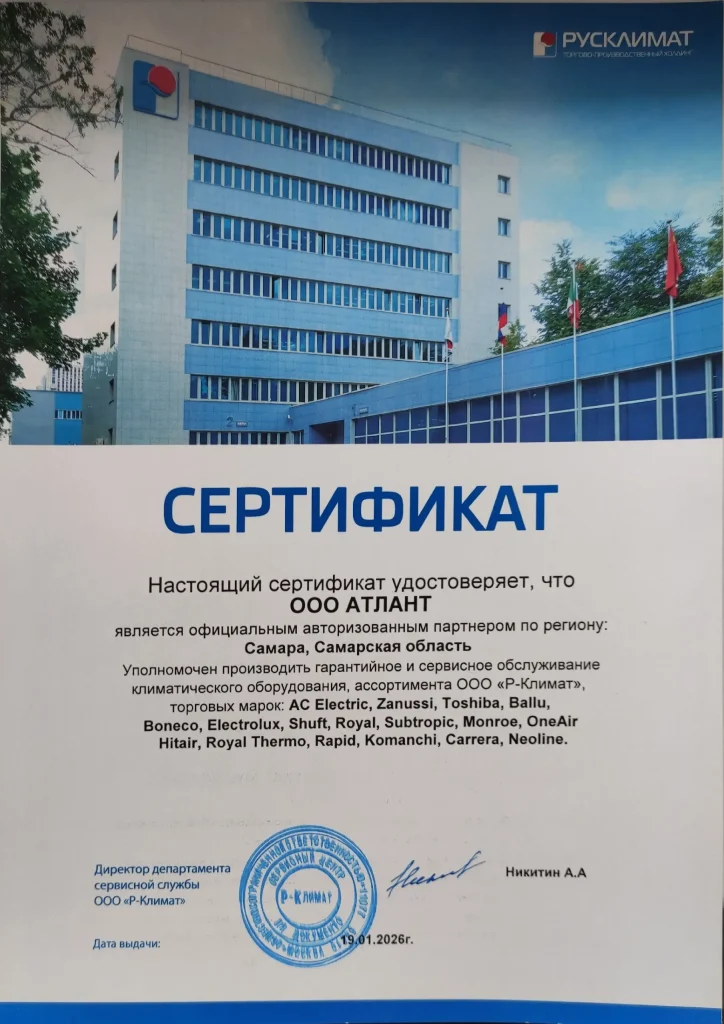 РУСКЛИМАТ
ТОРГОВО-ПРОИЗВОДСТВЕННЫЙ ХОЛДИНГ
СЕРТИФИКАТ
Настоящий сертификат удостоверяет, что
ООО АТЛАНТ
является официальным авторизованным партнером по региону:
Самара, Самарская область
Уполномочен производить гарантийное и сервисное обслуживание
климатического оборудования, ассортимента ООО «Р-Климат»,
торговых марок: AC Electric, Zanussi, Toshiba, Ballu,
Boneco, Electrolux, Shuft, Royal, Subtropic, Monroe, OneAir
Hitair, Royal Thermo, Rapid, Komanchi, Carrera, Neoline.
Директор департамента
сервисной службы
ООО «Р-Климат»
СЕРВИСНЫЙ ЦЕНТР
Р-КЛИМАТ
Никитин А.А
Дата выдачи:
19.01.2026г.